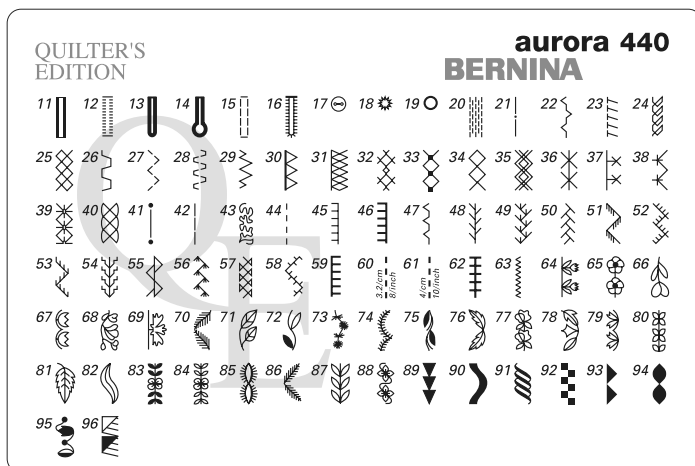 QUILTER'S
EDITION
aurora 440
BERNINA
11 12 13 14 15 16 17 18 19 20 21 22 23 24
25 26 27 28 29 30 31 32 33 34 35 36 37 38
39 40 41 42 43 44 45 46 47 48 49 50 51 52
53 54 55 56 57 58 59 60 3.2/cm 8/inch 61 4/cm 10/inch 62 63 64 65 66
67 68 69 70 71 72 73 74 75 76 77 78 79 80
81 82 83 84 85 86 87 88 89 90 91 92 93 94
95 96
QE